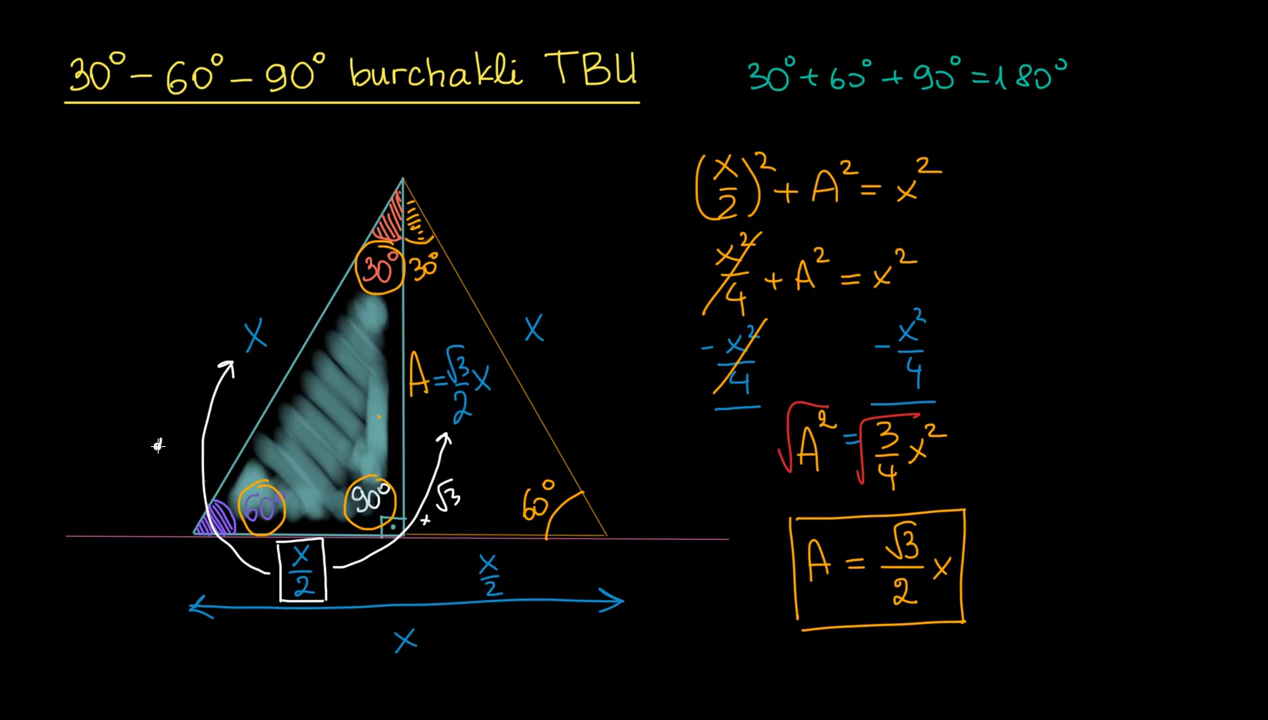 30° - 60° - 90° burchakli TBU
30° + 60° + 90° = 180°
(x/2)² + A² = x²
x²/4 + A² = x²
- x²/4 - x²/4
√A² = √3/4 x²
A = √3/2 x
30° 30°
x x
A = √3/2 x
60° 90° 60°
× √3
x/2 x/2
x